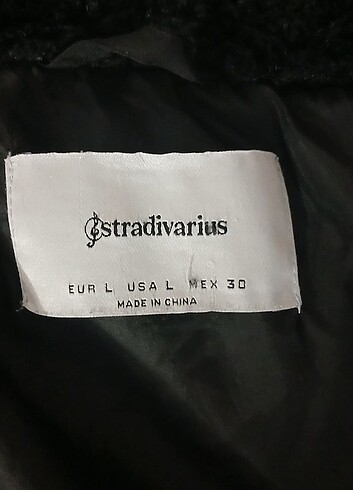 stradivarius
EUR L USA L MEX 30
MADE IN CHINA